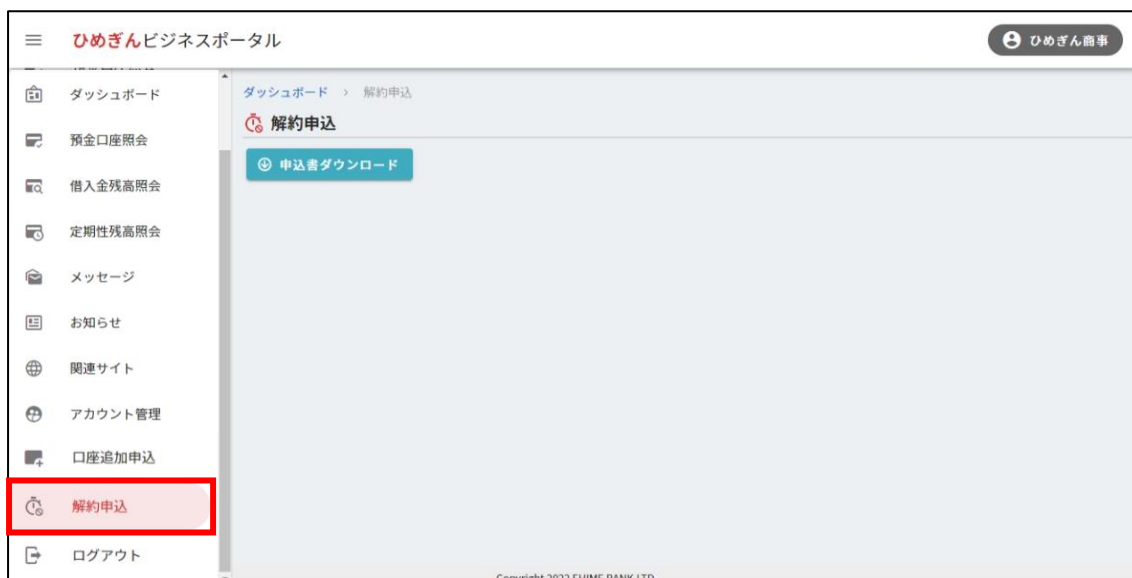 ひめぎんビジネスポータル
ひめぎん商事
ダッシュボード
預金口座照会
借入金残高照会
定期性残高照会
メッセージ
お知らせ
関連サイト
アカウント管理
口座追加申込
解約申込
ログアウト
ダッシュボード › 解約申込
解約申込
申込書ダウンロード
Copyright 2022 EHIME BANK LTD